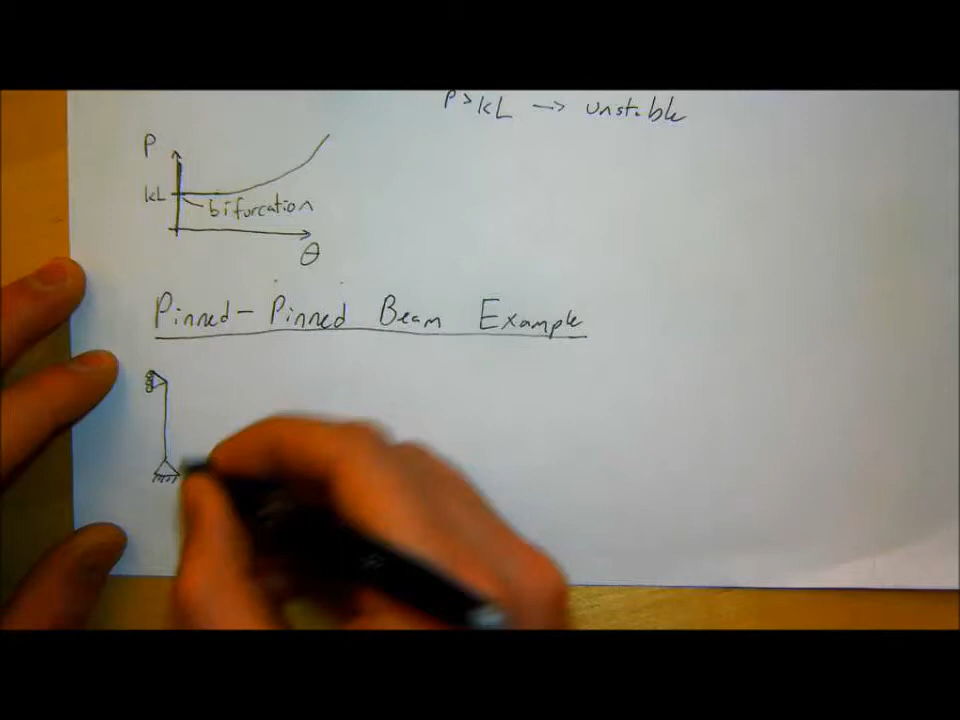 P>kL → unstable
P
kL
bifurcation
θ
Pinned-Pinned Beam Example